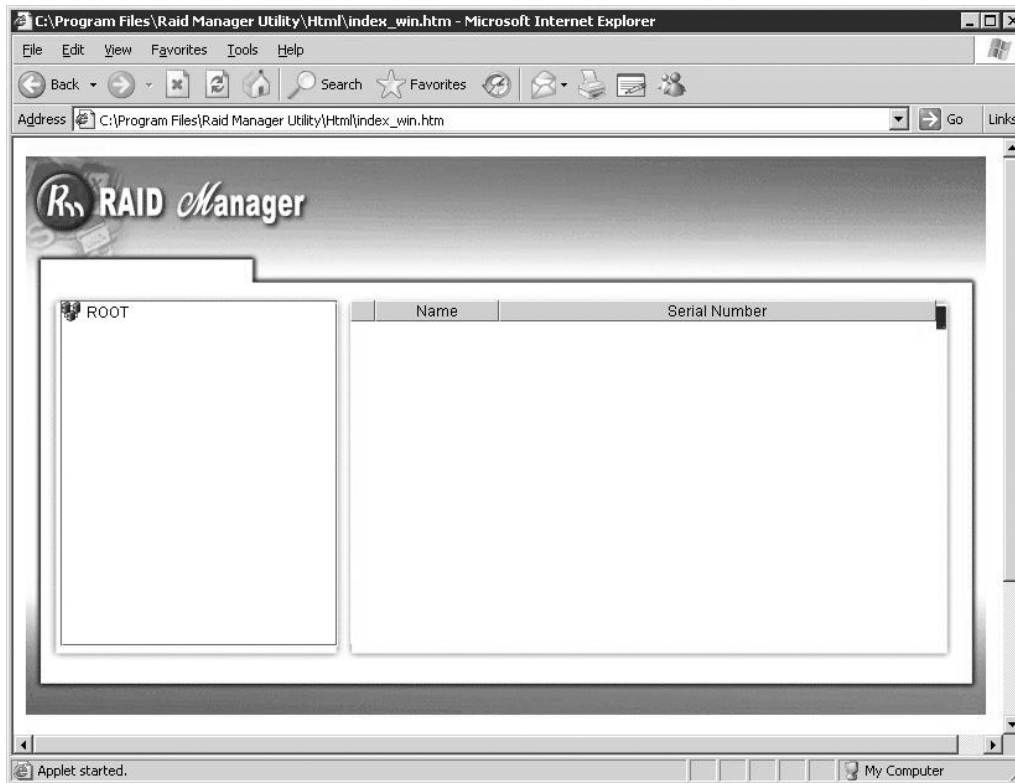 C:\Program Files\Raid Manager Utility\Html\index_win.htm - Microsoft Internet Explorer
File Edit View Favorites Tools Help
Back Search Favorites
Address C:\Program Files\Raid Manager Utility\Html\index_win.htm Go Links
Rm RAID Manager
ROOT
Name Serial Number
Applet started. My Computer